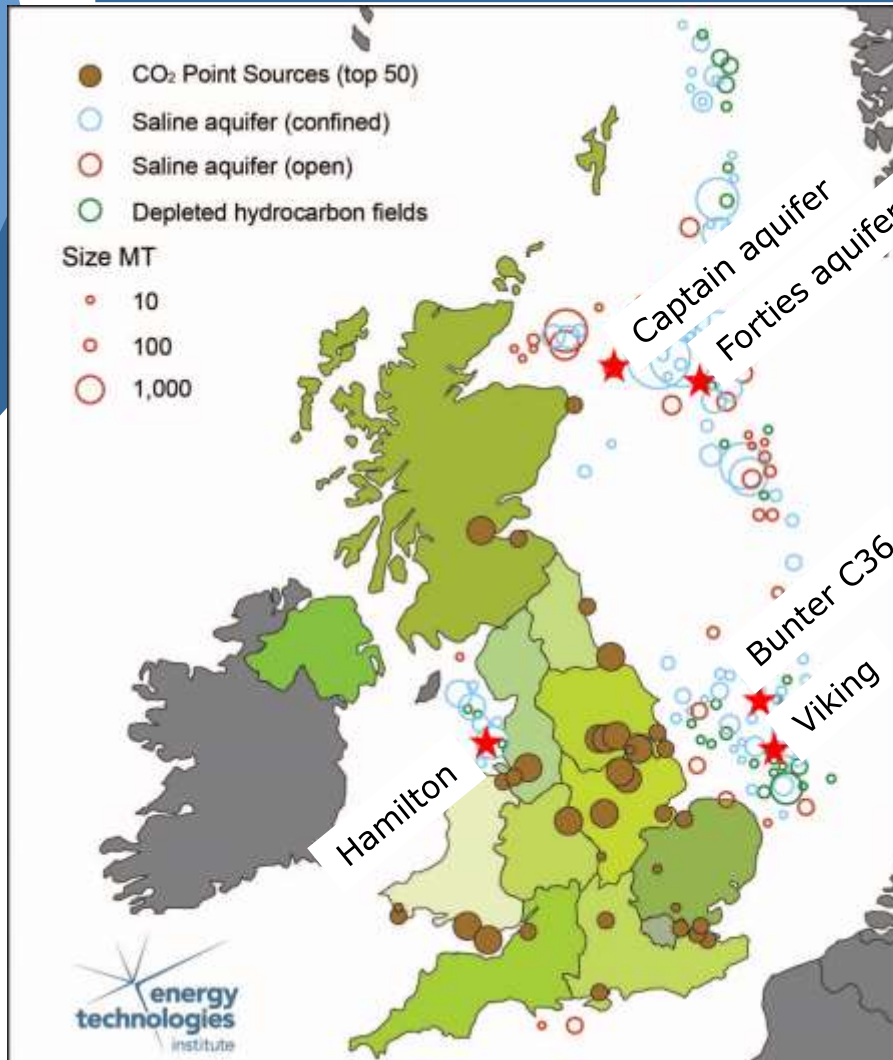 CO₂ Point Sources (top 50)
Saline aquifer (confined)
Saline aquifer (open)
Depleted hydrocarbon fields
Size MT
10
100
1,000
Captain aquifer
Forties aquifer
Bunter C36
Viking
Hamilton
energy
technologies
institute